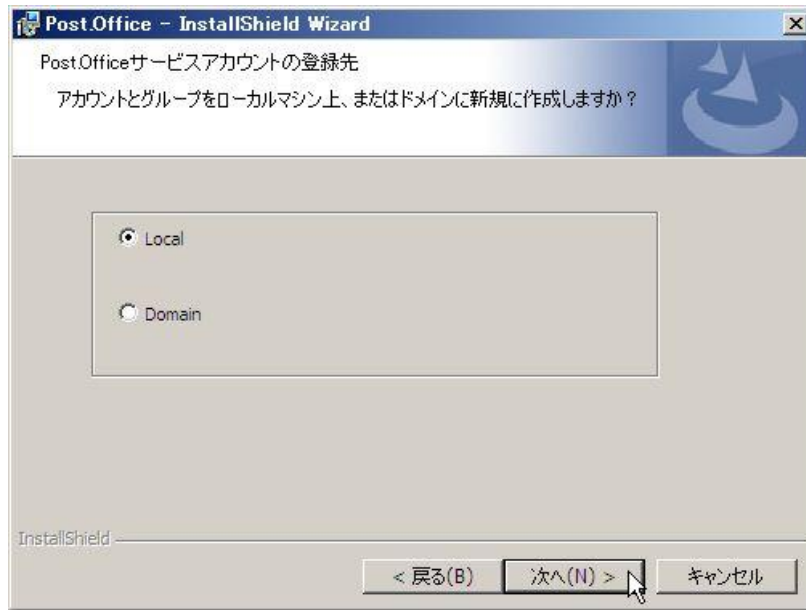 Post.Office - InstallShield Wizard
Post.Officeサービスアカウントの登録先
アカウントとグループをローカルマシン上、またはドメインに新規に作成しますか？
Local
Domain
InstallShield
< 戻る(B)
次へ(N) >
キャンセル